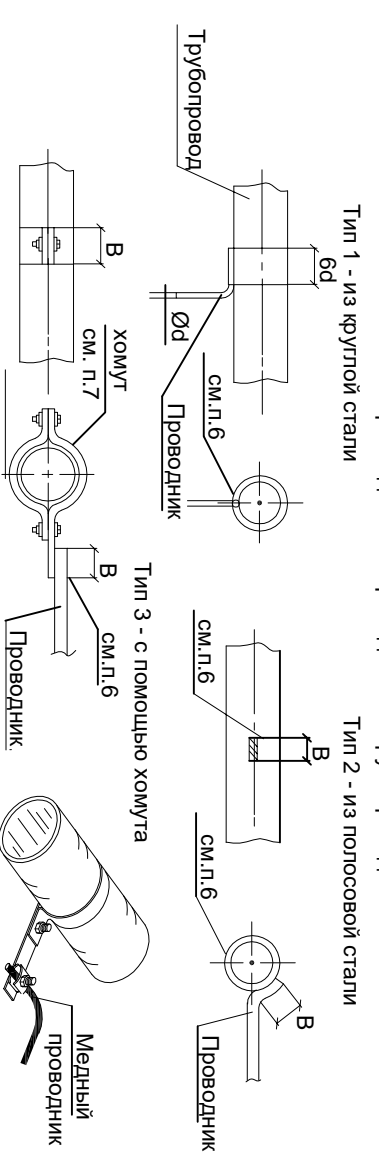 Тип 1 - из круглой стали
Трубопровод
6d
Ød
Проводник
см.п.6
Тип 2 - из полосовой стали
см.п.6
В
см.п.6
В
Проводник
Тип 3 - с помощью хомута
В
хомут
см. п.7
В
см.п.6
Проводник.
Медный
проводник